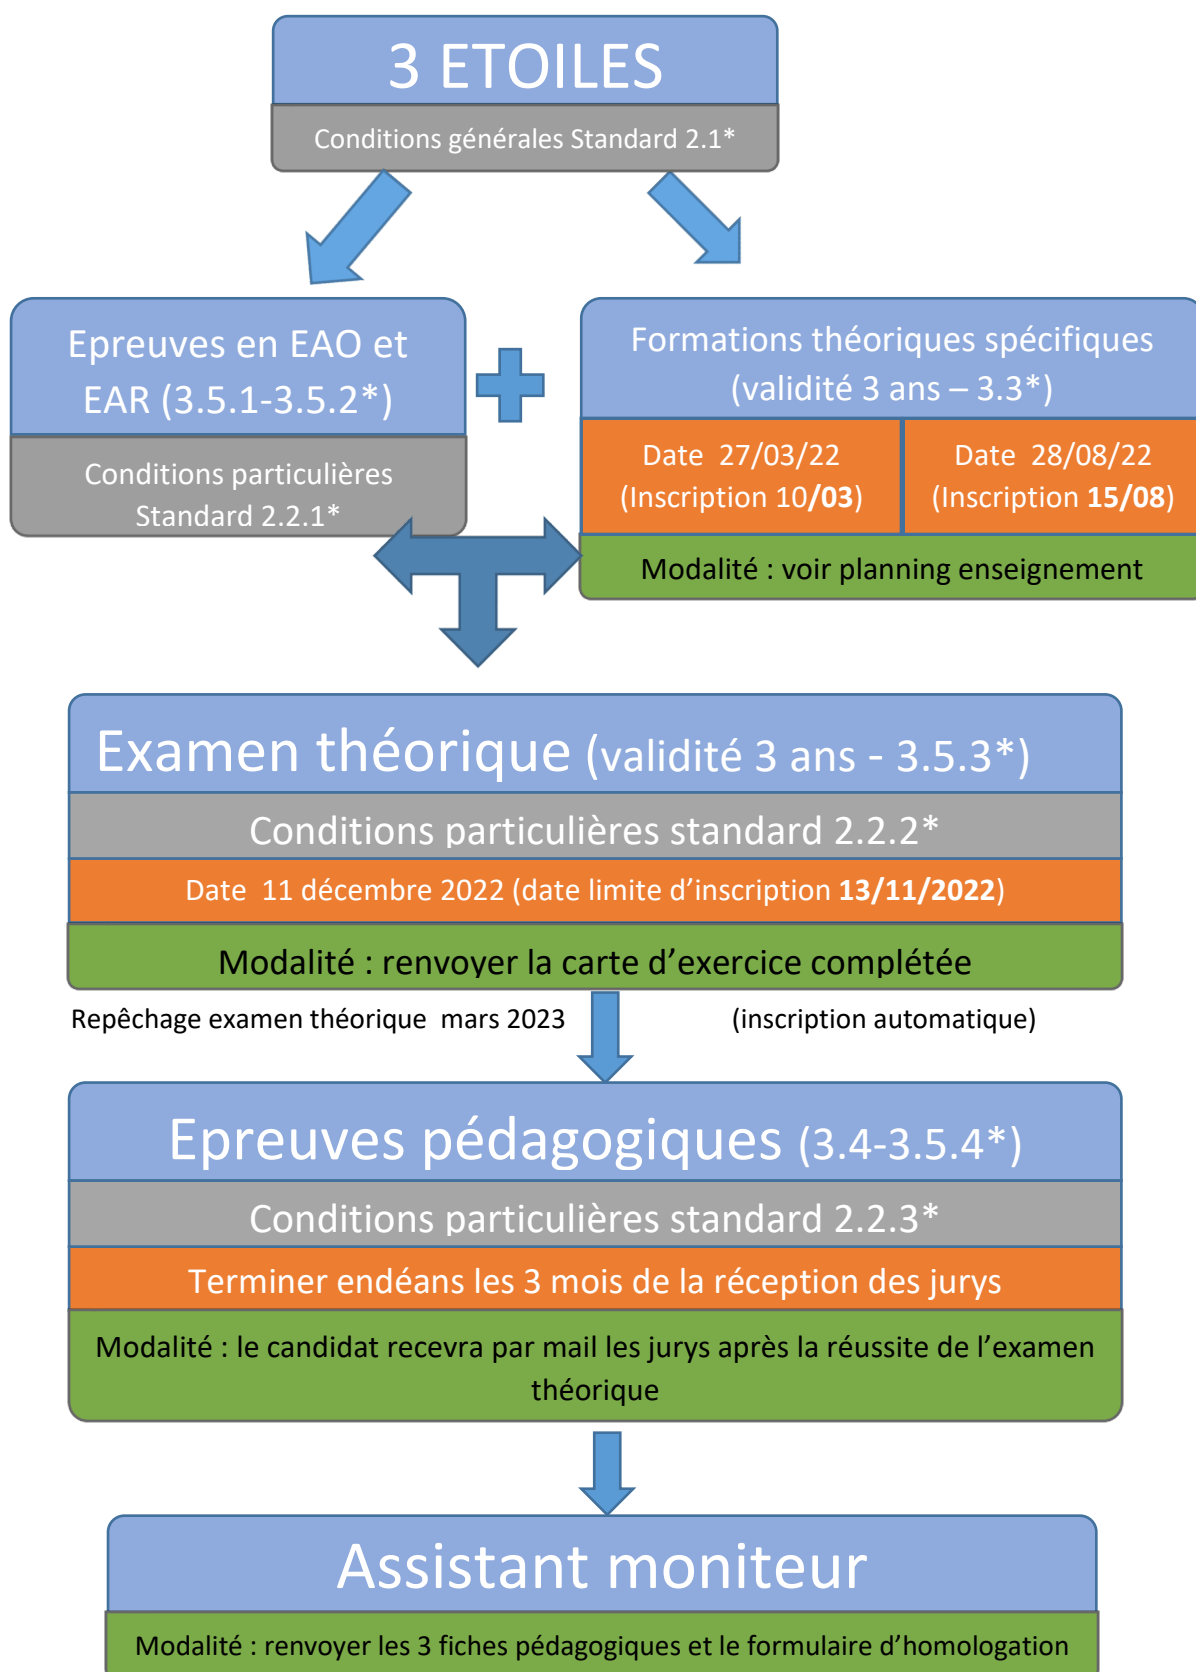 3 ETOILES
Conditions générales Standard 2.1*
Epreuves en EAO et
EAR (3.5.1-3.5.2*)
Conditions particulières
Standard 2.2.1*
Formations théoriques spécifiques
(validité 3 ans – 3.3*)
Date 27/03/22
(Inscription 10/03)
Date 28/08/22
(Inscription 15/08)
Modalité : voir planning enseignement
Examen théorique (validité 3 ans - 3.5.3*)
Conditions particulières standard 2.2.2*
Date 11 décembre 2022 (date limite d’inscription 13/11/2022)
Modalité : renvoyer la carte d’exercice complétée
Repêchage examen théorique mars 2023 (inscription automatique)
Epreuves pédagogiques (3.4-3.5.4*)
Conditions particulières standard 2.2.3*
Terminer endéans les 3 mois de la réception des jurys
Modalité : le candidat recevra par mail les jurys après la réussite de l’examen
théorique
Assistant moniteur
Modalité : renvoyer les 3 fiches pédagogiques et le formulaire d’homologation